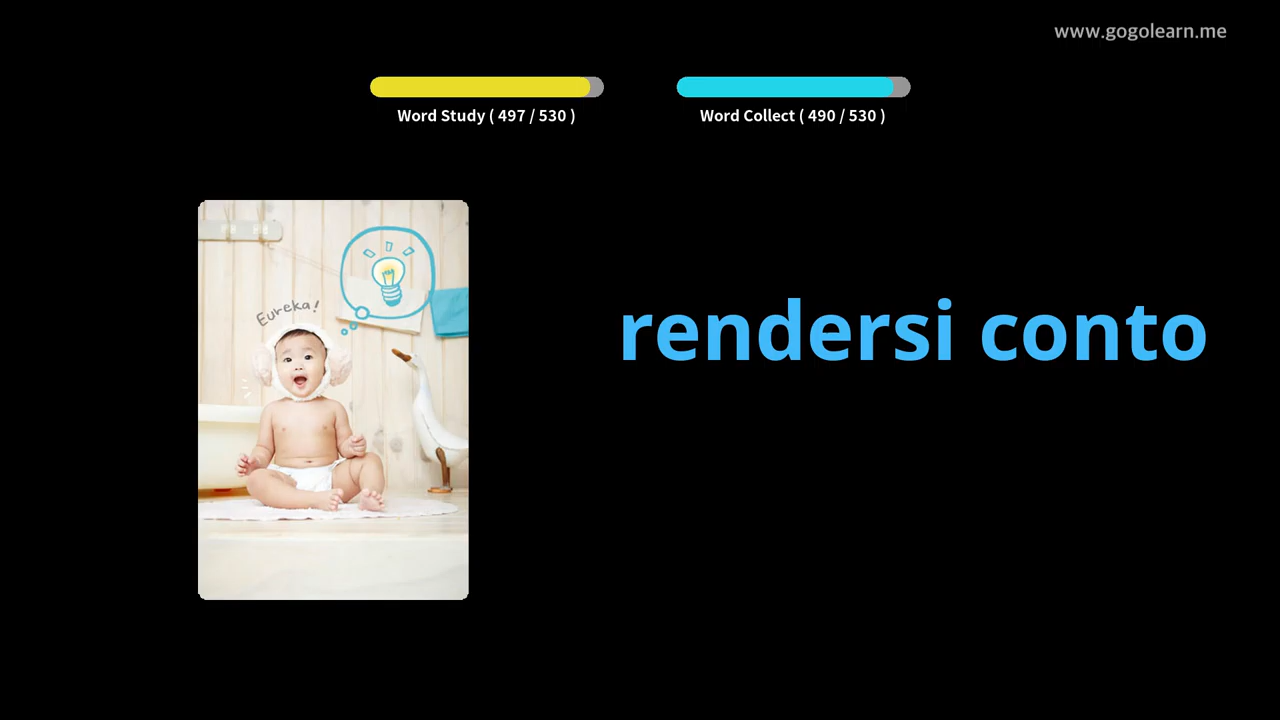 www.gogolearn.me
Word Study ( 497 / 530 )
Word Collect ( 490 / 530 )
Eureka!
rendersi conto